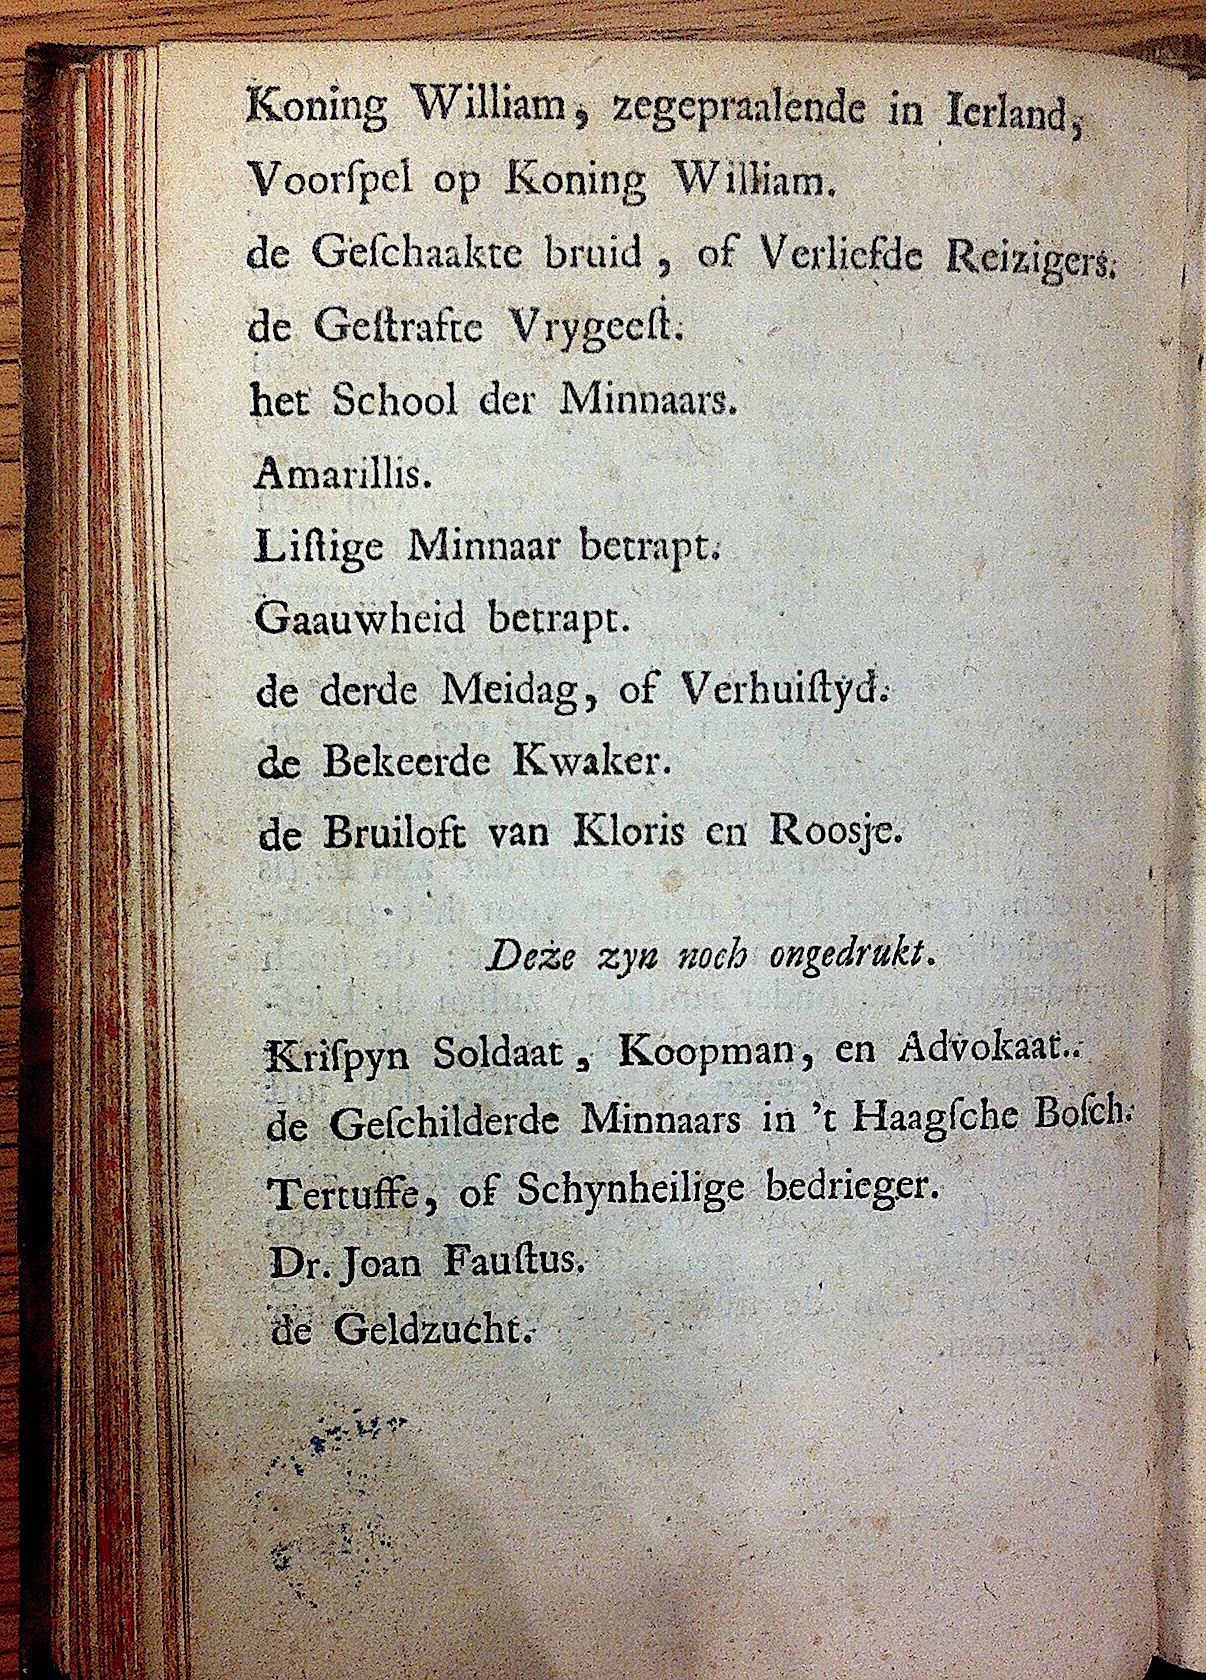 Koning William, zegepraalende in Ierland,
Voorſpel op Koning William.
de Geſchaakte bruid, of Verliefde Reizigers.
de Geſtrafte Vrygeeſt.
het School der Minnaars.
Amarillis.
Liſtige Minnaar betrapt.
Gaauwheid betrapt.
de derde Meidag, of Verhuiſtyd.
de Bekeerde Kwaker.
de Bruiloft van Kloris en Roosje.
Deze zyn noch ongedrukt.
Kriſpyn Soldaat, Koopman, en Advokaat.
de Geſchilderde Minnaars in 't Haagſche Boſch.
Tertuffe, of Schynheilige bedrieger.
Dr. Joan Fauſtus.
de Geldzucht.